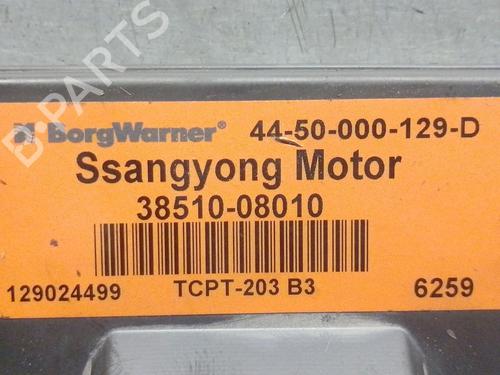 B PARTS
BorgWarner® 44-50-000-129-D
Ssangyong Motor
38510-08010
129024499 TCPT-203 B3 6259